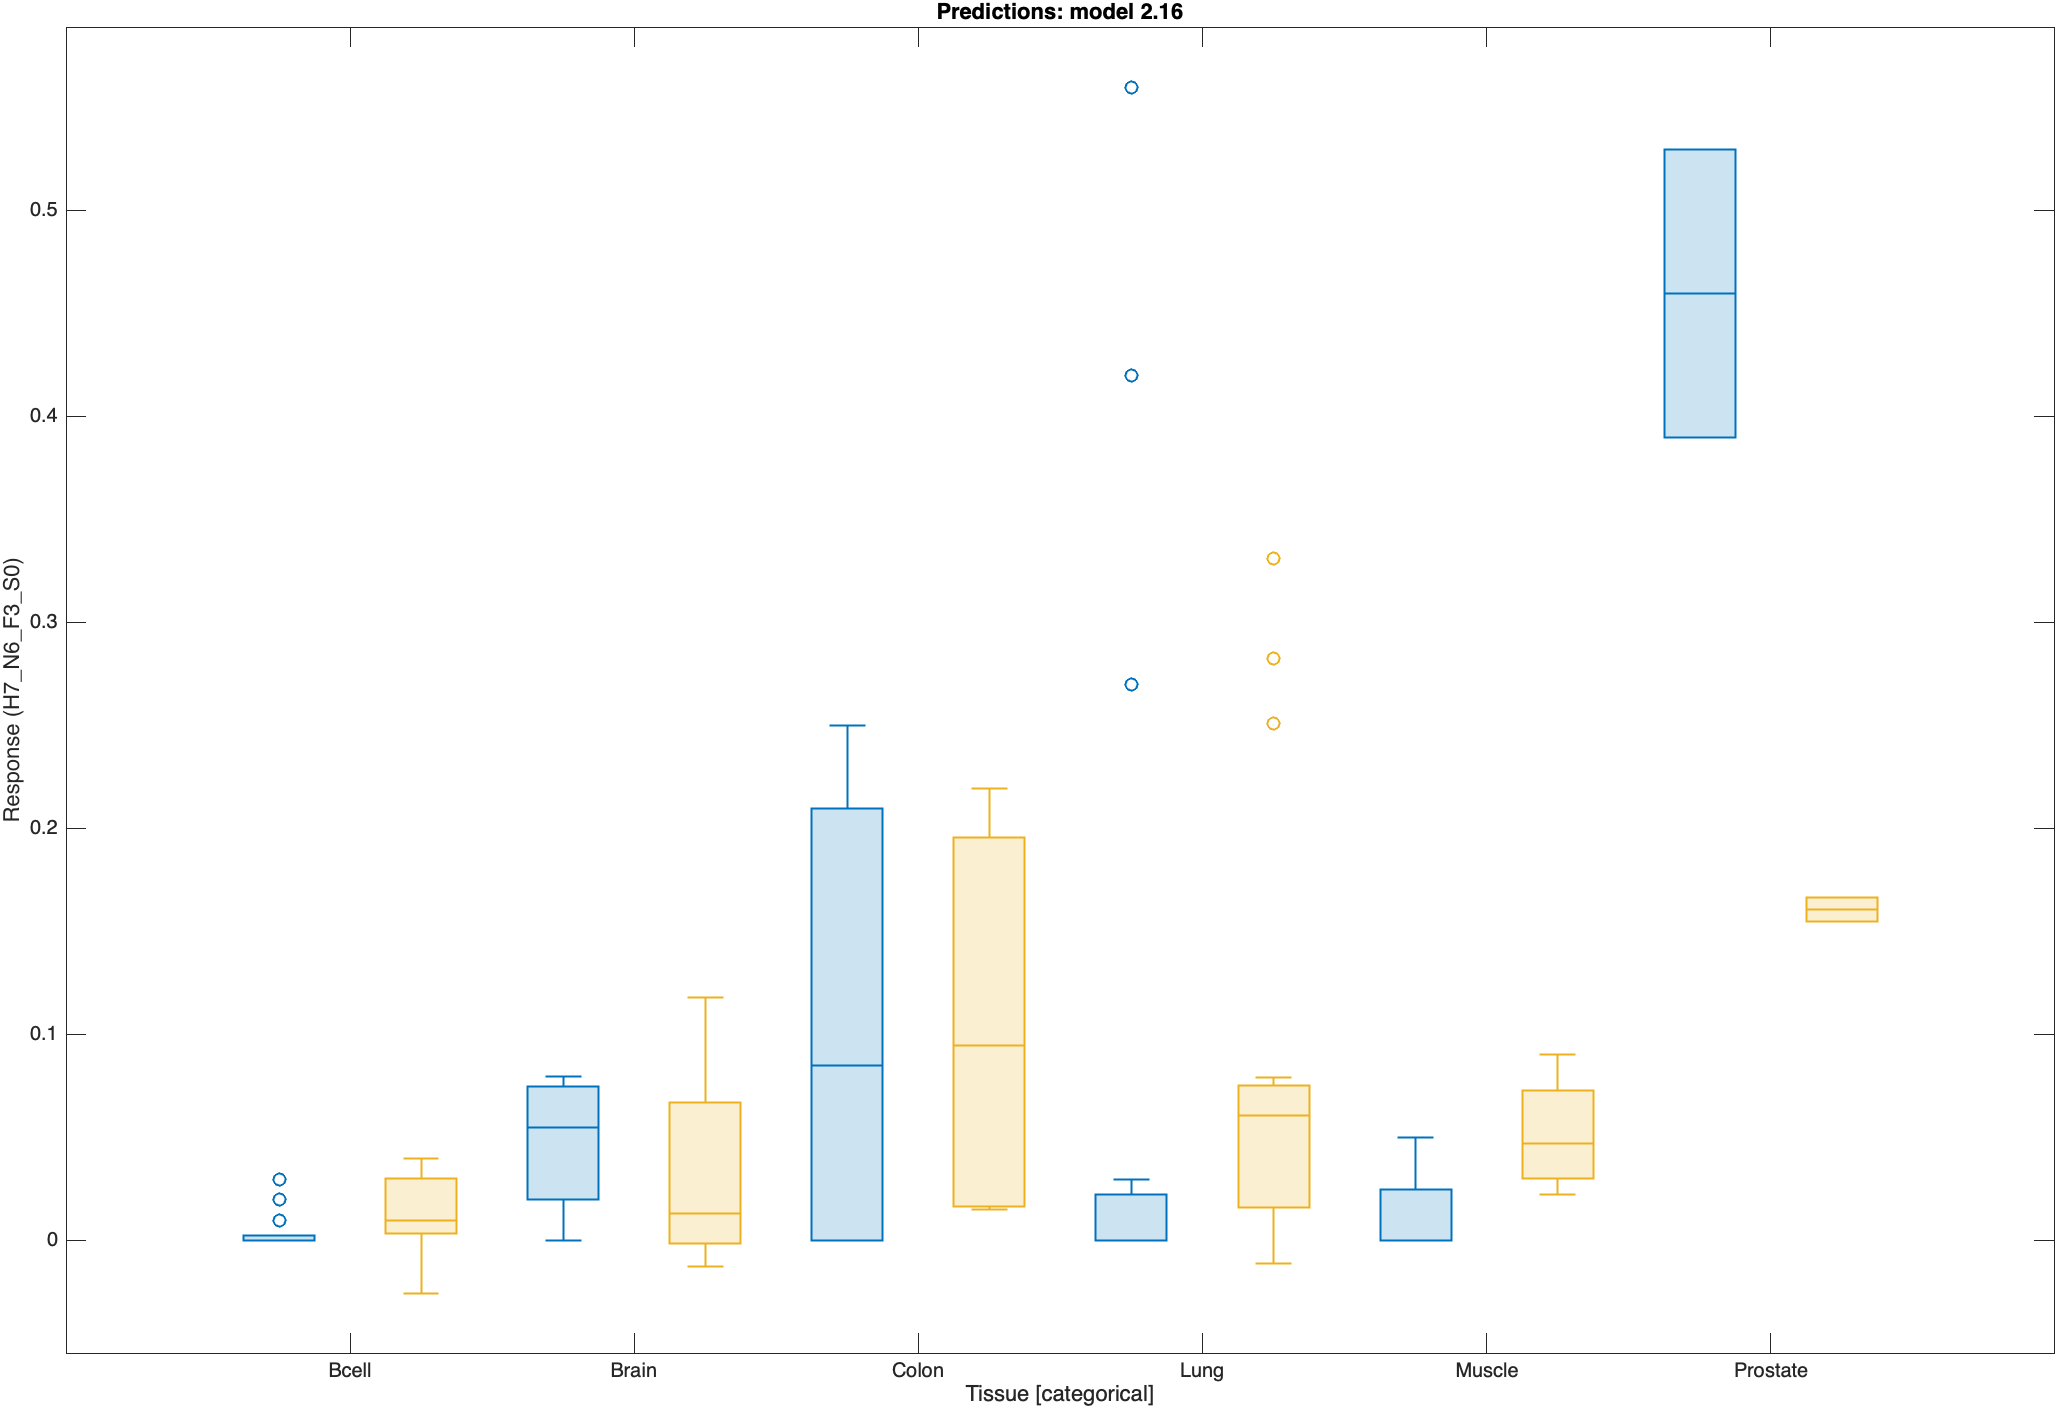 Predictions: model 2.16
Response (H7_N6_F3_S0)
0.5
0.4
0.3
0.2
0.1
0
Bcell Brain Colon Lung Muscle Prostate
Tissue [categorical]